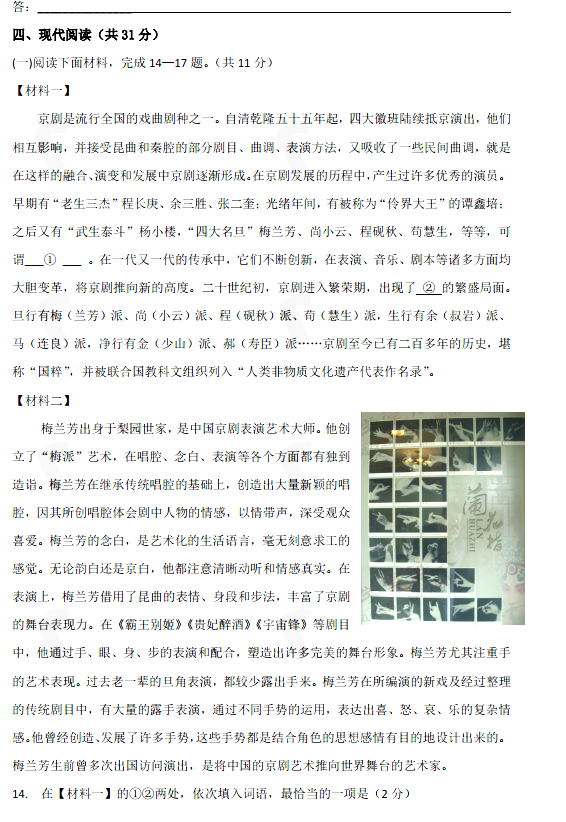 答：
四、现代阅读（共31分）
(一)阅读下面材料，完成14—17题。（共11分）
【材料一】
京剧是流行全国的戏曲剧种之一。自清乾隆五十五年起，四大徽班陆续抵京演出，他们
相互影响，并接受昆曲和秦腔的部分剧目、曲调、表演方法，又吸收了一些民间曲调，就是
在这样的融合、演变和发展中京剧逐渐形成。在京剧发展的历程中，产生过许多优秀的演员。
早期有“老生三杰”程长庚、余三胜、张二奎；光绪年间，有被称为“伶界大王”的谭鑫培；
之后又有“武生泰斗”杨小楼，“四大名旦”梅兰芳、尚小云、程砚秋、苟慧生，等等，可
谓___①___。在一代又一代的传承中，它们不断创新，在表演、音乐、剧本等诸多方面均
大胆变革，将京剧推向新的高度。二十世纪初，京剧进入繁荣期，出现了_②_的繁盛局面。
旦行有梅（兰芳）派、尚（小云）派、程（砚秋）派、苟（慧生）派，生行有余（叔岩）派、
马（连良）派，净行有金（少山）派、郝（寿臣）派……京剧至今已有二百多年的历史，堪
称“国粹”，并被联合国教科文组织列入“人类非物质文化遗产代表作名录”。
【材料二】
梅兰芳出身于梨园世家，是中国京剧表演艺术大师。他创
立了“梅派”艺术，在唱腔、念白、表演等各个方面都有独到
造诣。梅兰芳在继承传统唱腔的基础上，创造出大量新颖的唱
腔，因其所创唱腔体会剧中人物的情感，以情带声，深受观众
喜爱。梅兰芳的念白，是艺术化的生活语言，毫无刻意求工的
感觉。无论韵白还是京白，他都注意清晰动听和情感真实。在
表演上，梅兰芳借用了昆曲的表情、身段和步法，丰富了京剧
的舞台表现力。在《霸王别姬》《贵妃醉酒》《宇宙锋》等剧目
中，他通过手、眼、身、步的表演和配合，塑造出许多完美的舞台形象。梅兰芳尤其注重手
的艺术表现。过去老一辈的旦角表演，都较少露出手来。梅兰芳在所编演的新戏及经过整理
的传统剧目中，有大量的露手表演，通过不同手势的运用，表达出喜、怒、哀、乐的复杂情
感。他曾经创造、发展了许多手势，这些手势都是结合角色的思想感情有目的地设计出来的。
梅兰芳生前曾多次出国访问演出，是将中国的京剧艺术推向世界舞台的艺术家。
14. 在【材料一】的①②两处，依次填入词语，最恰当的一项是（2分）
兰花指
LAN
HUAZHI